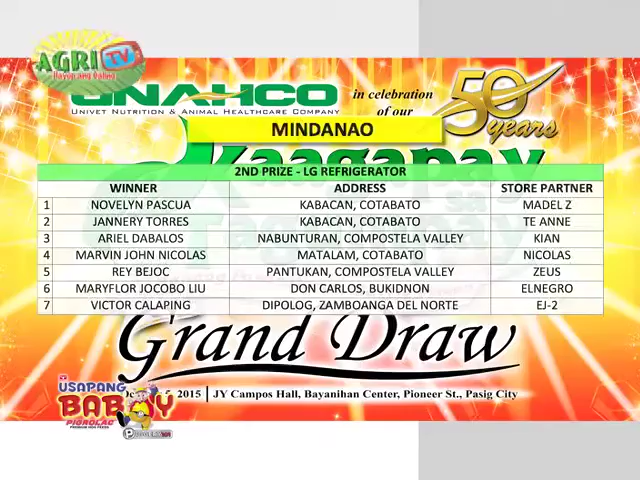 AGRI TV
Hayop ang Galing
UNAHCO
UNIVET NUTRITION & ANIMAL HEALTHCARE COMPANY
in celebration
of our
50
years
MINDANAO
Kaagapay
2ND PRIZE - LG REFRIGERATOR
WINNER ADDRESS STORE PARTNER
1 NOVELYN PASCUA KABACAN, COTABATO MADEL Z
2 JANNERY TORRES KABACAN, COTABATO TE ANNE
3 ARIEL DABALOS NABUNTURAN, COMPOSTELA VALLEY KIAN
4 MARVIN JOHN NICOLAS MATALAM, COTABATO NICOLAS
5 REY BEJOC PANTUKAN, COMPOSTELA VALLEY ZEUS
6 MARYFLOR JOCOBO LIU DON CARLOS, BUKIDNON ELNEGRO
7 VICTOR CALAPING DIPOLOG, ZAMBOANGA DEL NORTE EJ-2
Grand Draw
2015 | JY Campos Hall, Bayanihan Center, Pioneer St., Pasig City
USAPANG
BABOY
PIGROLAC